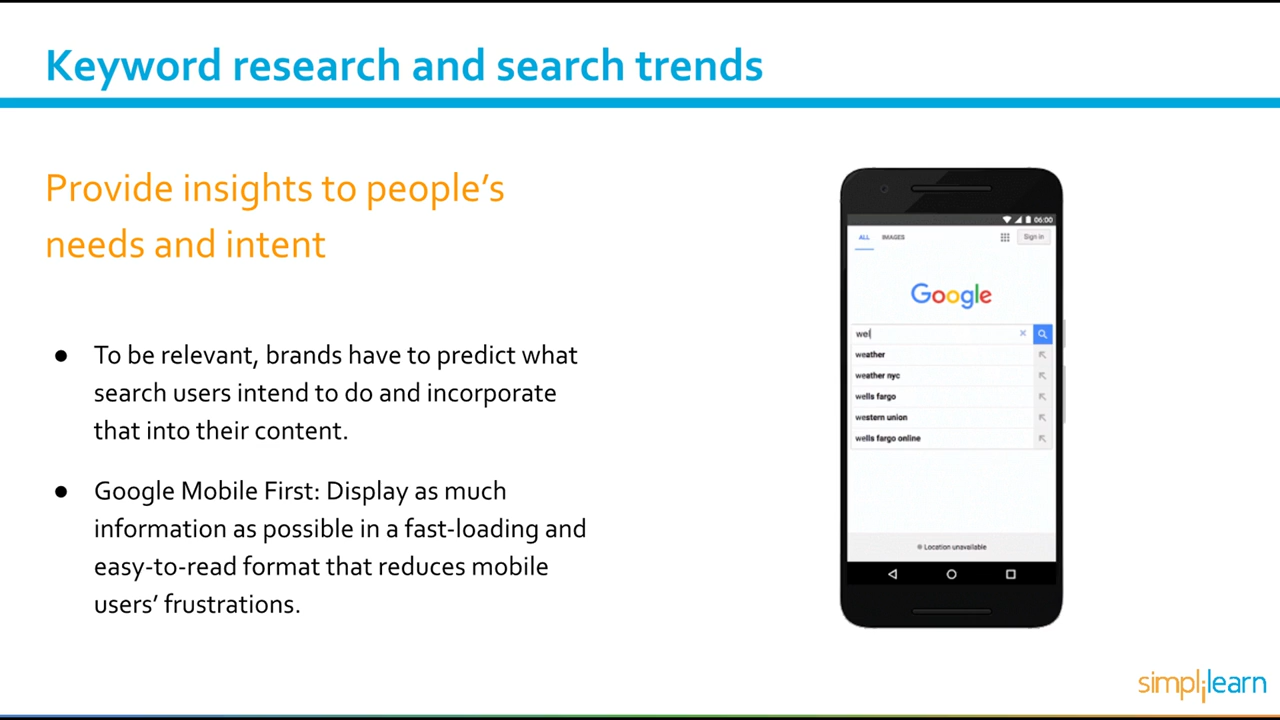 Keyword research and search trends
Provide insights to people's
needs and intent
● To be relevant, brands have to predict what
search users intend to do and incorporate
that into their content.
● Google Mobile First: Display as much
information as possible in a fast-loading and
easy-to-read format that reduces mobile
users' frustrations.
06:00
ALL IMAGES Sign in
Google
wel
weather
weather nyc
wells fargo
western union
wells fargo online
Location unavailable
simplilearn